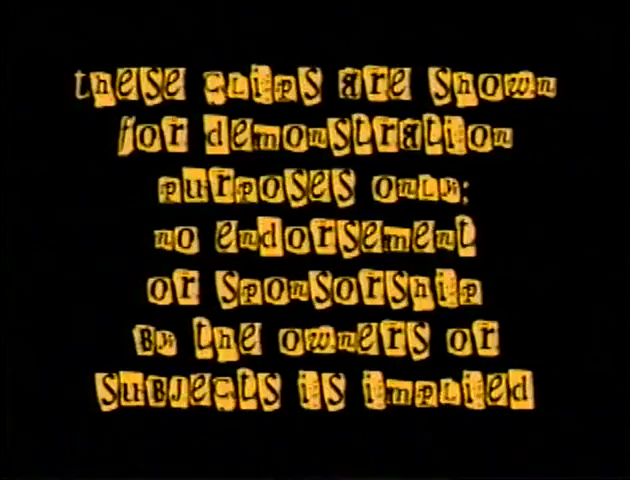 these clips are shown
for demonstration
purposes only;
no endorsement
or sponsorship
by the owners or
subjects is implied